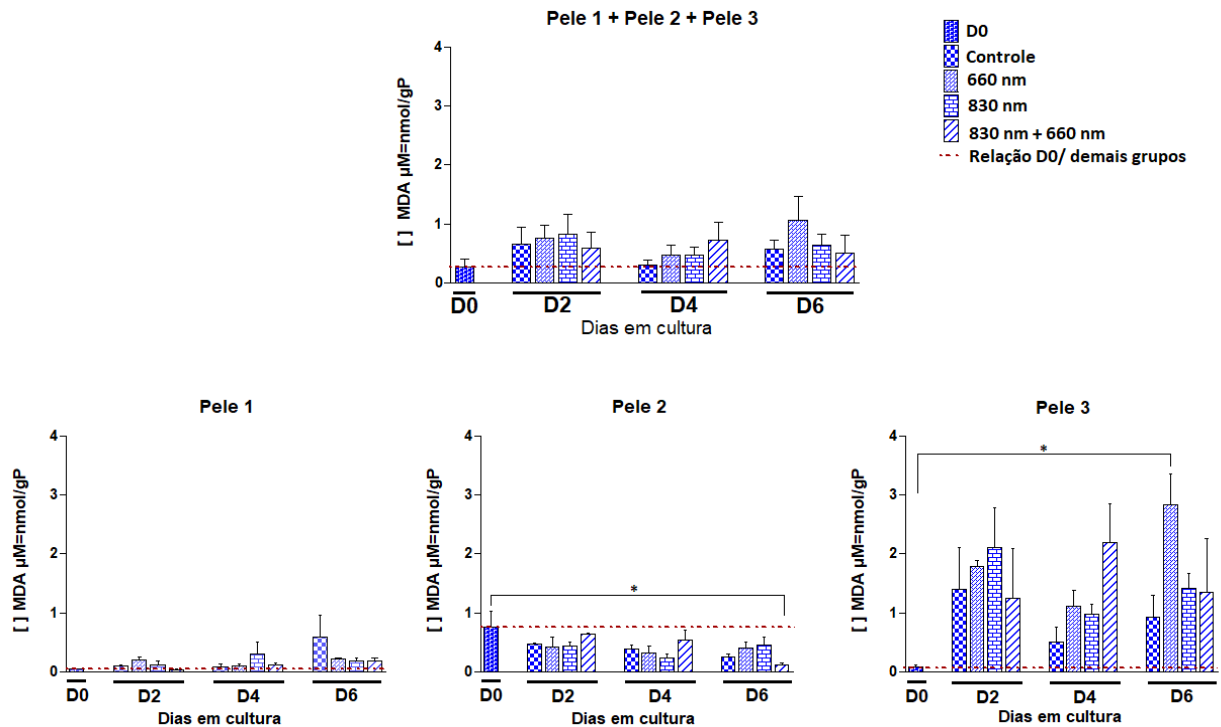 Pele 1 + Pele 2 + Pele 3
D0
Controle
660 nm
830 nm
830 nm + 660 nm
Relação D0/ demais grupos
[ ] MDA µM=nmol/gP
4
3
2
1
0
D0 D2 D4 D6
Dias em cultura
Pele 1
[ ] MDA µM=nmol/gP
4
3
2
1
0
D0 D2 D4 D6
Dias em cultura
Pele 2
[ ] MDA µM=nmol/gP
4
3
2
1
0
*
D0 D2 D4 D6
Dias em cultura
Pele 3
[ ] MDA µM=nmol/gP
4
3
2
1
0
*
D0 D2 D4 D6
Dias em cultura